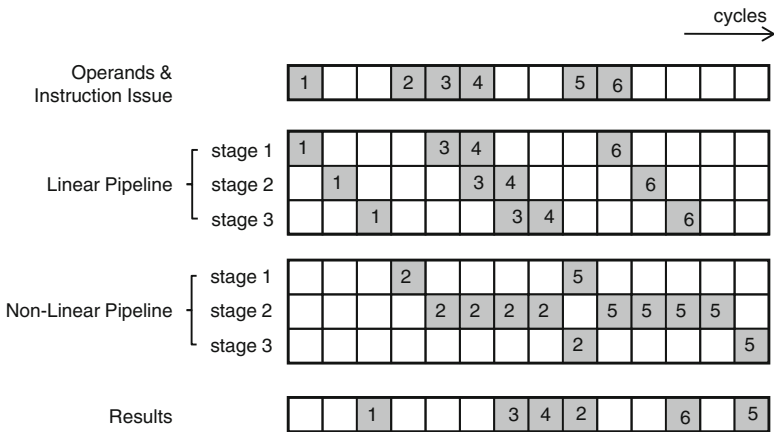 cycles
Operands &
Instruction Issue
1 2 3 4 5 6
Linear Pipeline
stage 1
1 3 4 6
stage 2
1 3 4 6
stage 3
1 3 4 6
Non-Linear Pipeline
stage 1
2 5
stage 2
2 2 2 2 5 5 5 5
stage 3
2 5
Results
1 3 4 2 6 5